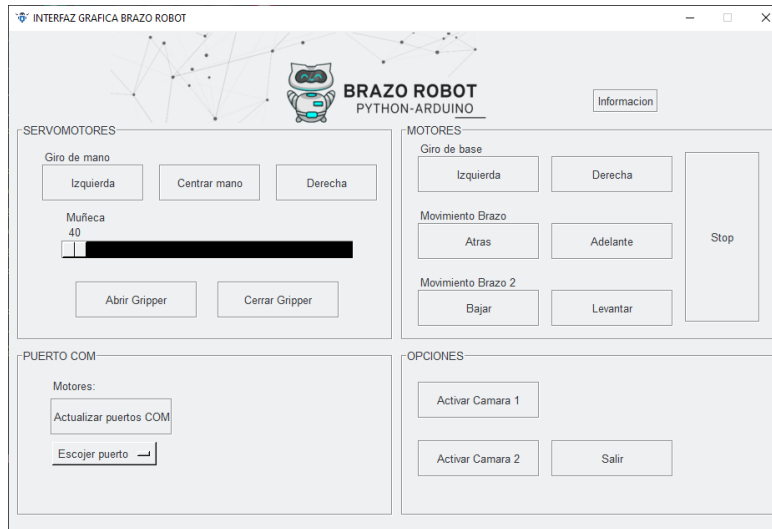 INTERFAZ GRAFICA BRAZO ROBOT
BRAZO ROBOT
PYTHON-ARDUINO
Informacion
SERVOMOTORES
Giro de mano
Izquierda
Centrar mano
Derecha
Muñeca
40
Abrir Gripper
Cerrar Gripper
MOTORES
Giro de base
Izquierda
Derecha
Movimiento Brazo
Atras
Adelante
Movimiento Brazo 2
Bajar
Levantar
Stop
PUERTO COM
Motores:
Actualizar puertos COM
Escojer puerto
OPCIONES
Activar Camara 1
Activar Camara 2
Salir